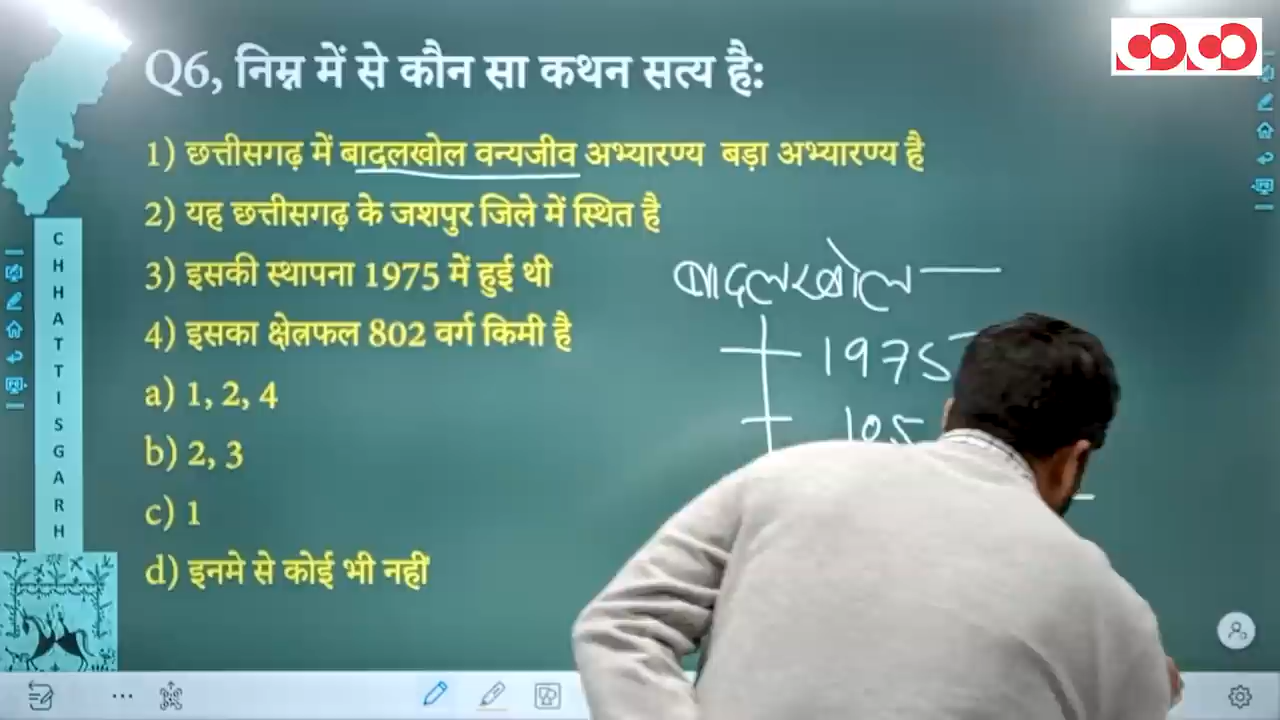 Q6, निम्न में से कौन सा कथन सत्य है:
1) छत्तीसगढ़ में बादलखोल वन्यजीव अभ्यारण्य बड़ा अभ्यारण्य है
2) यह छत्तीसगढ़ के जशपुर जिले में स्थित है
3) इसकी स्थापना 1975 में हुई थी
4) इसका क्षेत्रफल 802 वर्ग किमी है
a) 1, 2, 4
b) 2, 3
c) 1
d) इनमे से कोई भी नहीं
बादलखोल
1975
105
CHHATTISGARH